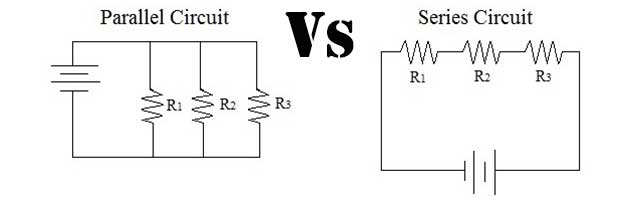 Parallel Circuit
R1 R2 R3
Vs
Series Circuit
R1 R2 R3